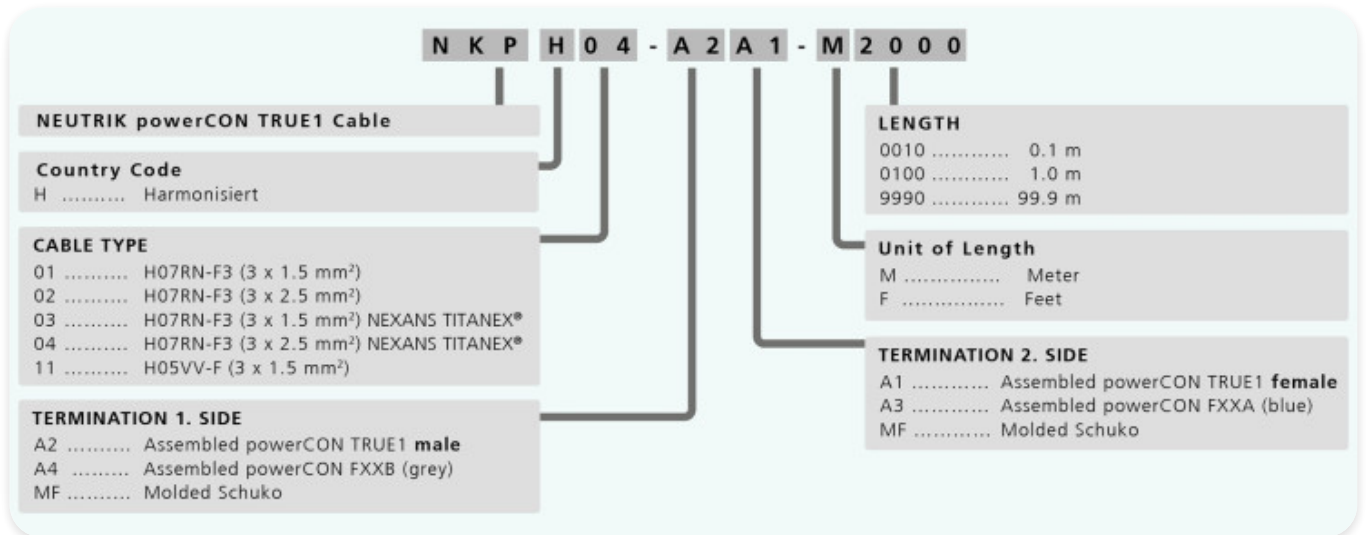 NKP H04-A2A1-M2000
NEUTRIK powerCON TRUE1 Cable
Country Code
H .......... Harmonisiert
CABLE TYPE
01 .......... H07RN-F3 (3 x 1.5 mm²)
02 .......... H07RN-F3 (3 x 2.5 mm²)
03 .......... H07RN-F3 (3 x 1.5 mm²) NEXANS TITANEX®
04 .......... H07RN-F3 (3 x 2.5 mm²) NEXANS TITANEX®
11 .......... H05VV-F (3 x 1.5 mm²)
TERMINATION 1. SIDE
A2 .......... Assembled powerCON TRUE1 male
A4 ......... Assembled powerCON FXXB (grey)
MF .......... Molded Schuko
LENGTH
0010 ............ 0.1 m
0100 ............ 1.0 m
9990 ............ 99.9 m
Unit of Length
M ............... Meter
F ................ Feet
TERMINATION 2. SIDE
A1 ............ Assembled powerCON TRUE1 female
A3 ............ Assembled powerCON FXXA (blue)
MF ............ Molded Schuko